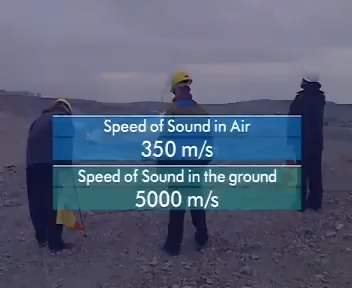 Speed of Sound in Air
350 m/s
Speed of Sound in the ground
5000 m/s